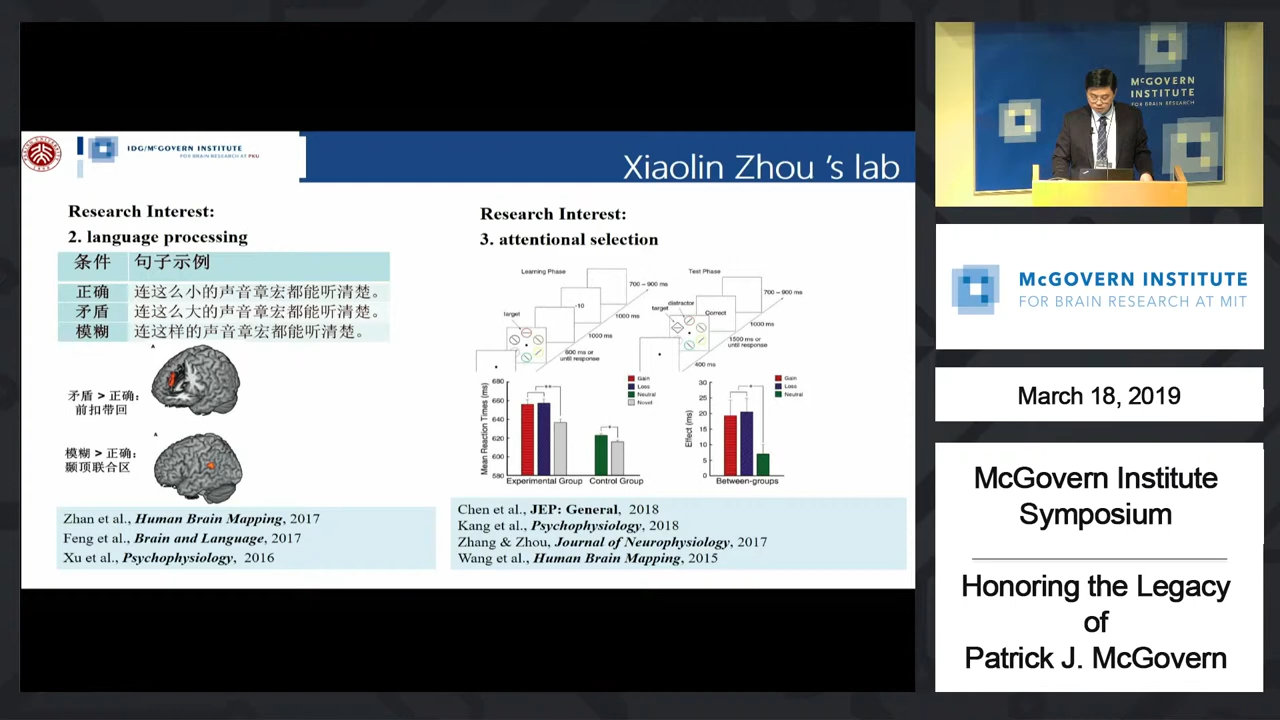 IDG/McGOVERN INSTITUTE
FOR BRAIN RESEARCH AT PKU
Xiaolin Zhou 's lab
Research Interest:
2. language processing
条件 句子示例
正确 连这么小的声音章宏都能听清楚。
矛盾 连这么大的声音章宏都能听清楚。
模糊 连这样的声音章宏都能听清楚。
A
矛盾 > 正确:
前扣带回
A
模糊 > 正确:
颞顶联合区
Zhan et al., Human Brain Mapping, 2017
Feng et al., Brain and Language, 2017
Xu et al., Psychophysiology, 2016
Research Interest:
3. attentional selection
Learning Phase
700 – 900 ms
-10
1000 ms
target
1000 ms
600 ms or
until response
Test Phase
700 – 900 ms
distractor
target
Correct
1000 ms
1500 ms or
until response
400 ms
Mean Reaction Times (ms)
680
660
640
620
600
580
**
*
Gain
Loss
Neutral
Novel
Experimental Group Control Group
Effect (ms)
30
25
20
15
10
5
0
*
Gain
Loss
Neutral
Between-groups
Chen et al., JEP: General, 2018
Kang et al., Psychophysiology, 2018
Zhang & Zhou, Journal of Neurophysiology, 2017
Wang et al., Human Brain Mapping, 2015
McGOVERN
INSTITUTE
FOR BRAIN RESEARCH
McGOVERN INSTITUTE
FOR BRAIN RESEARCH AT MIT
March 18, 2019
McGovern Institute
Symposium
Honoring the Legacy
of
Patrick J. McGovern